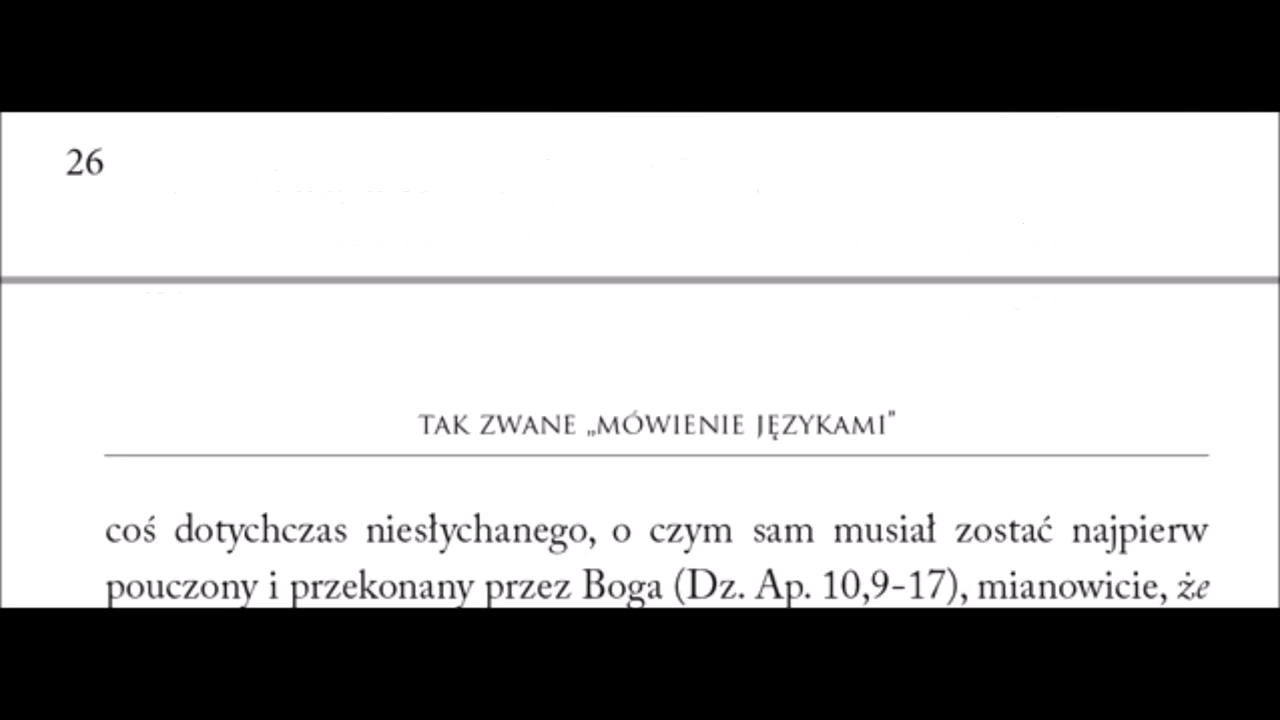 26
TAK ZWANE „MÓWIENIE JĘZYKAMI”
coś dotychczas niesłychanego, o czym sam musiał zostać najpierw
pouczony i przekonany przez Boga (Dz. Ap. 10,9-17), mianowicie, że